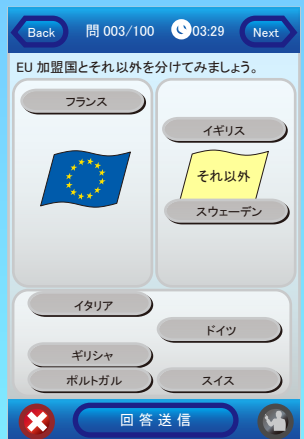 Back 問 003/100 03:29 Next
EU 加盟国とそれ以外を分けてみましょう。
フランス
イギリス
それ以外
スウェーデン
イタリア
ドイツ
ギリシャ
ポルトガル
スイス
回答送信